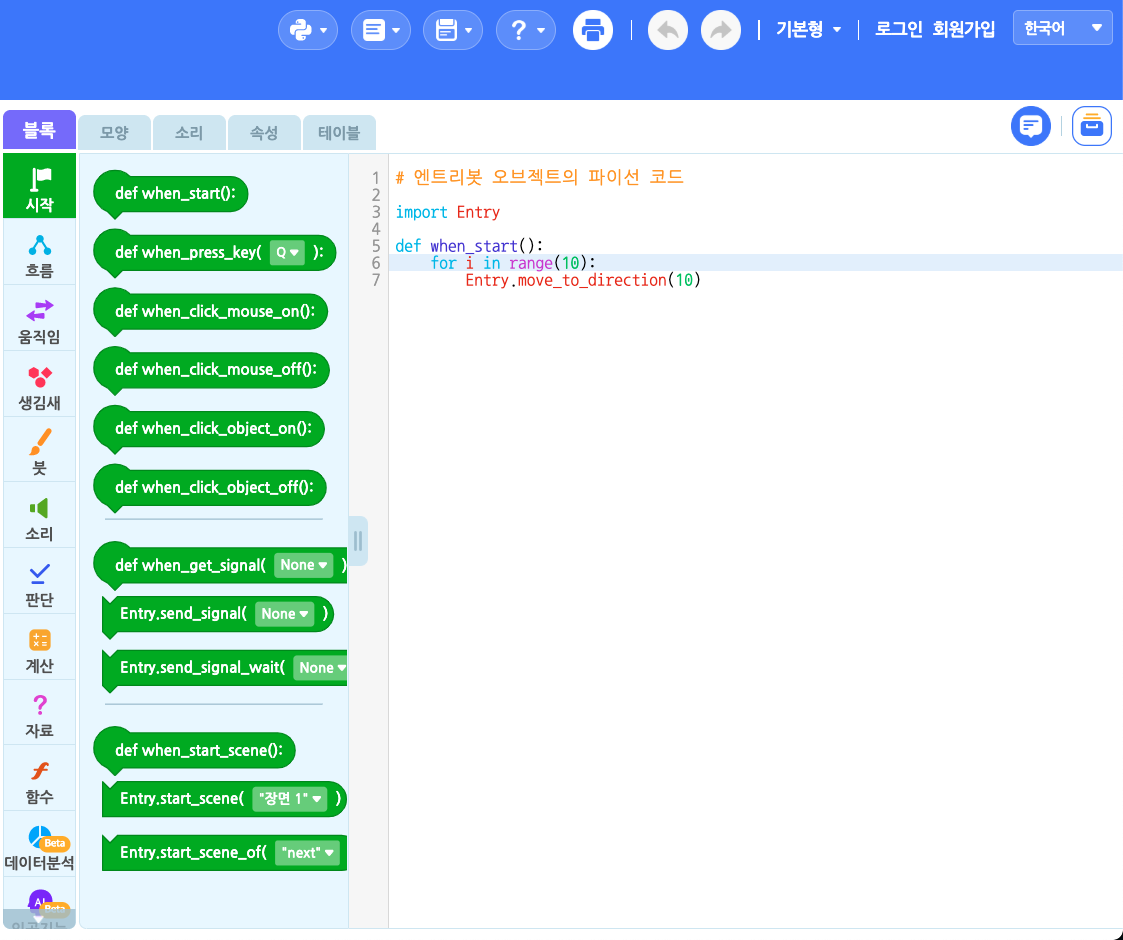 ? 기본형 로그인 회원가입 한국어
블록 모양 소리 속성 테이블
시작
흐름
움직임
생김새
붓
소리
판단
계산
? 자료
함수
Beta
데이터분석
AI Beta
def when_start():
def when_press_key( Q ):
def when_click_mouse_on():
def when_click_mouse_off():
def when_click_object_on():
def when_click_object_off():
def when_get_signal( None )
Entry.send_signal( None )
Entry.send_signal_wait( None
def when_start_scene():
Entry.start_scene( "장면 1" )
Entry.start_scene_of( "next"
1 # 엔트리봇 오브젝트의 파이선 코드
2
3 import Entry
4
5 def when_start():
6 for i in range(10):
7 Entry.move_to_direction(10)